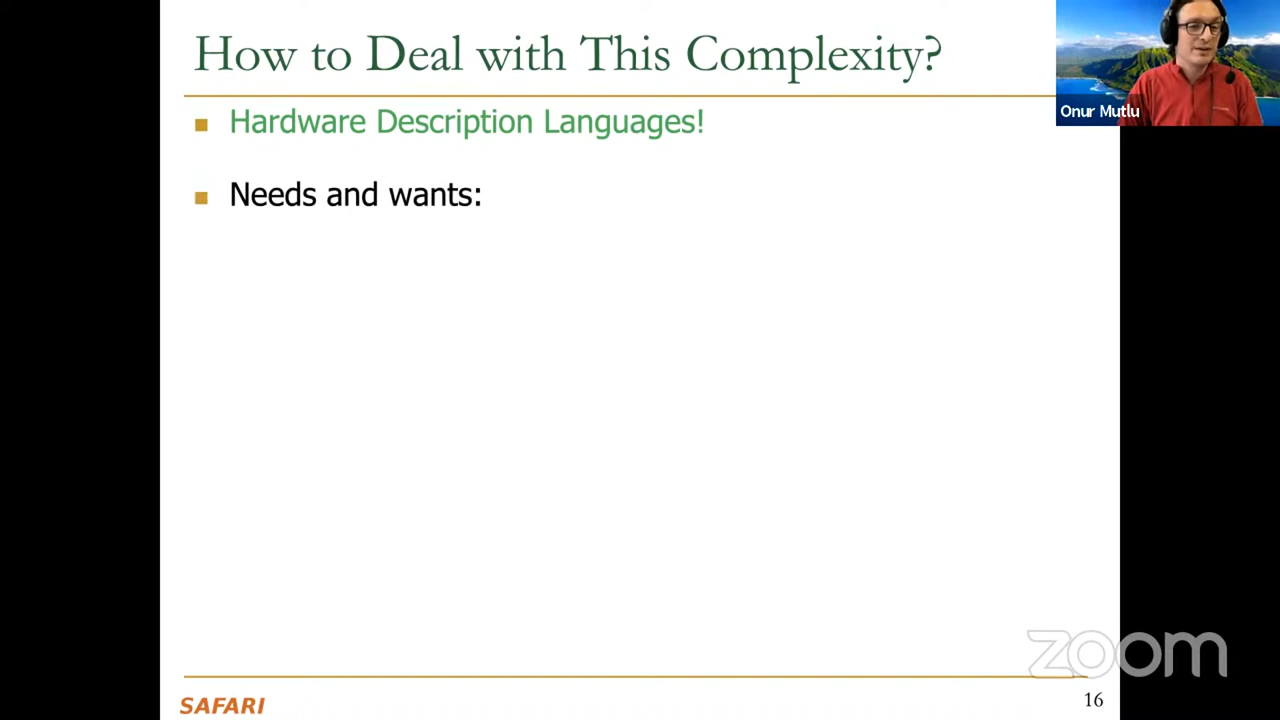 How to Deal with This Complexity?
Onur Mutlu
Hardware Description Languages!
Needs and wants:
zoom
SAFARI
16